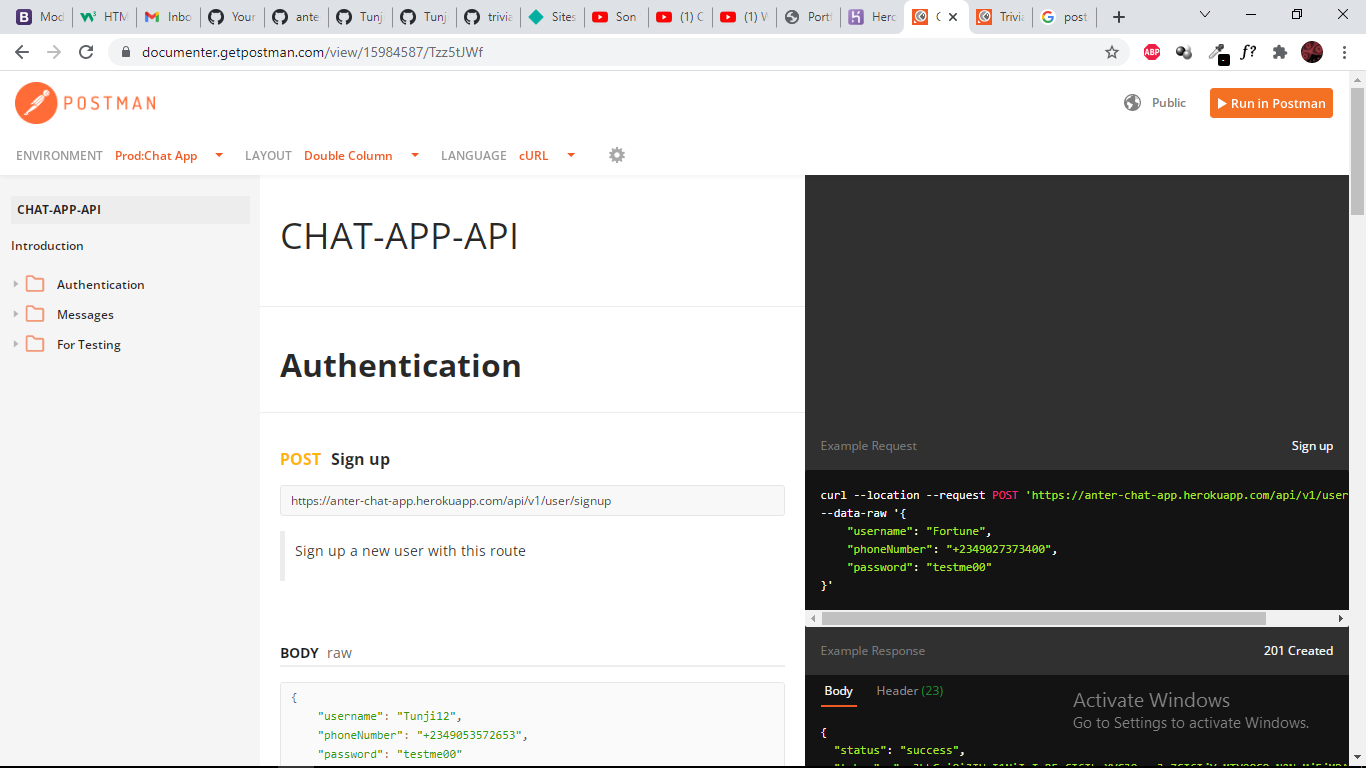 Mod
HTM
Inbo
Your
ante
Tunj
Tunj
trivia
Sites
Son
(1) C
(1) V
Portf
Herc
C
Trivia
post
documenter.getpostman.com/view/15984587/Tzz5tJWf
ABP
f?
POSTMAN
Public
Run in Postman
ENVIRONMENT Prod:Chat App LAYOUT Double Column LANGUAGE cURL
CHAT-APP-API
Introduction
Authentication
Messages
For Testing
CHAT-APP-API
Authentication
POST Sign up
https://anter-chat-app.herokuapp.com/api/v1/user/signup
Sign up a new user with this route
BODY raw
{
"username": "Tunji12",
"phoneNumber": "+2349053572653",
"password": "testme00"
Example Request Sign up
curl --location --request POST 'https://anter-chat-app.herokuapp.com/api/v1/user
--data-raw '{
"username": "Fortune",
"phoneNumber": "+2349027373400",
"password": "testme00"
}'
Example Response 201 Created
Body Header (23)
{
"status": "success",
Activate Windows
Go to Settings to activate Windows.